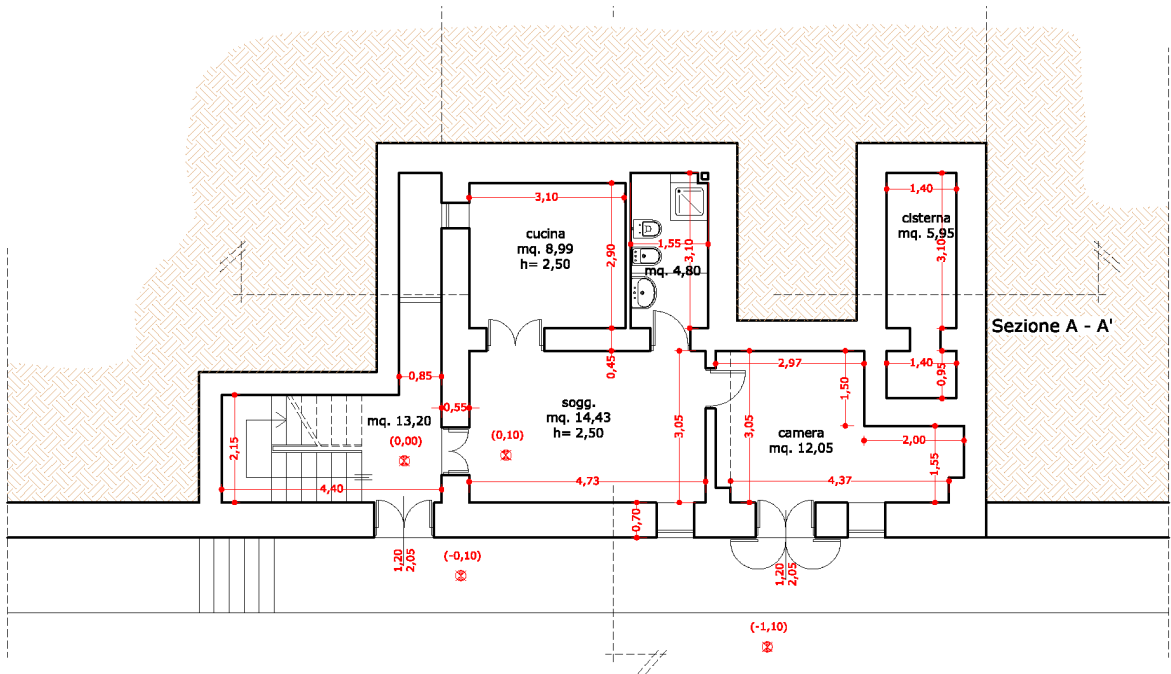 1,40
3,10
cisterna
mq. 5,95
cucina
mq. 8,99
h= 2,50
2,90
1,55
3,10
mq. 4,80
3,10
Sezione A - A'
0,45
2,97
1,40
0,95
0,85
1,50
0,55
sogg.
mq. 14,43
h= 2,50
mq. 13,20
(0,00)
(0,10)
3,05
3,05
camera
mq. 12,05
2,00
2,15
1,55
4,40
4,73
4,37
0,70
1,20
2,05
(-0,10)
1,20
2,05
(-1,10)